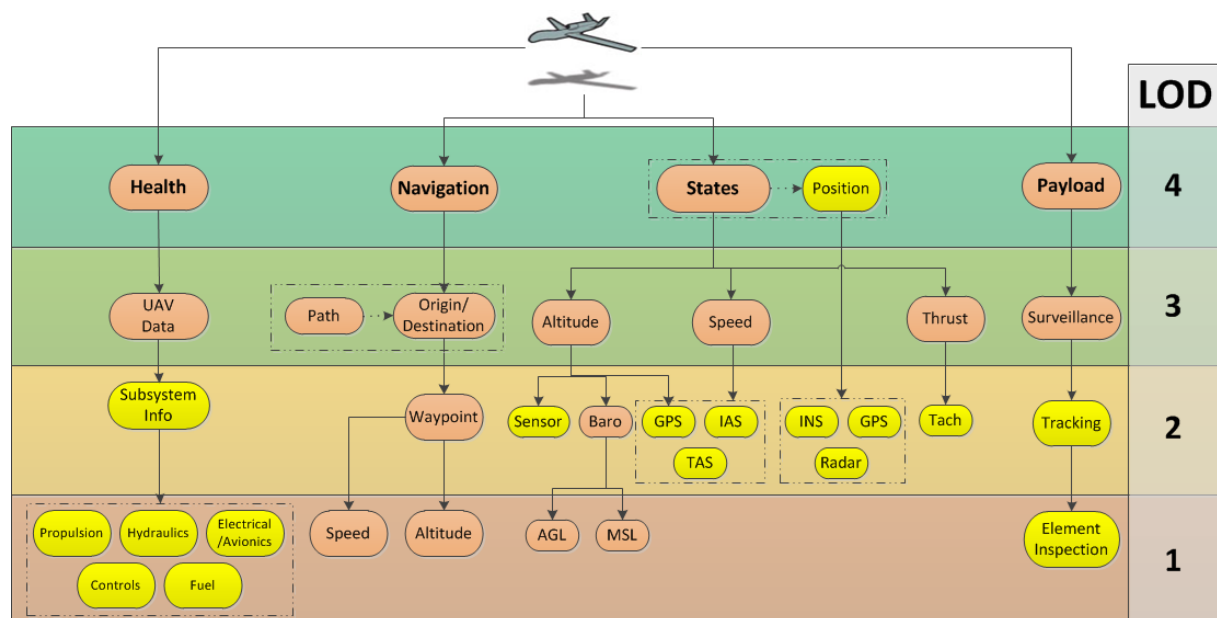 LOD
Health
Navigation
States
Position
Payload
4
UAV
Data
Path
Origin/
Destination
Altitude
Speed
Thrust
Surveillance
3
Subsystem
Info
Waypoint
Sensor
Baro
GPS
IAS
TAS
INS
GPS
Radar
Tach
Tracking
2
Propulsion
Hydraulics
Electrical
/Avionics
Controls
Fuel
Speed
Altitude
AGL
MSL
Element
Inspection
1